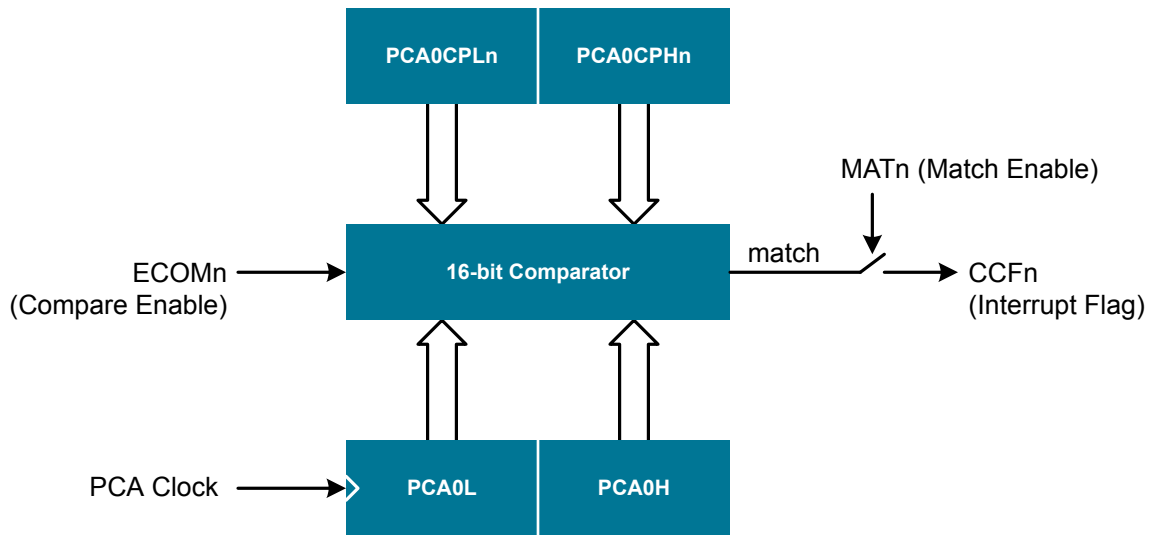 PCA0CPLn
PCA0CPHn
MATn (Match Enable)
ECOMn
(Compare Enable)
16-bit Comparator
match
CCFn
(Interrupt Flag)
PCA Clock
PCA0L
PCA0H